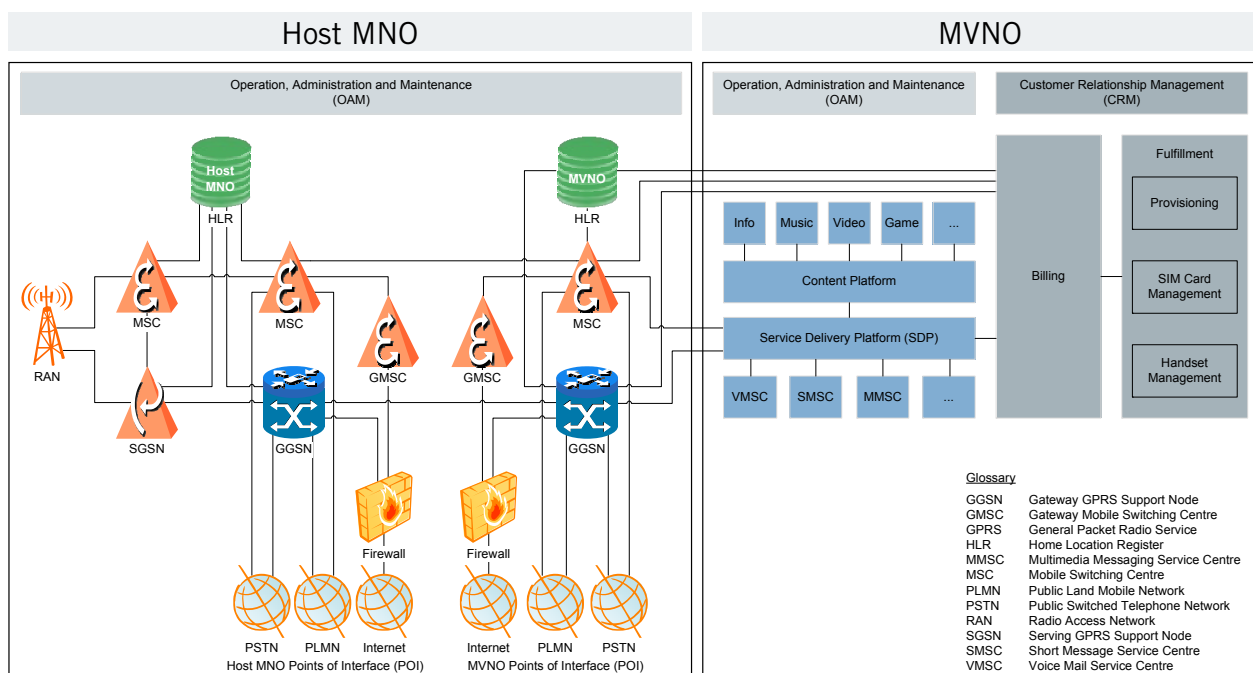 Host MNO
MVNO
Operation, Administration and Maintenance
(OAM)
Operation, Administration and Maintenance
(OAM)
Customer Relationship Management
(CRM)
Host
MNO
HLR
MVNO
HLR
MSC
MSC
MSC
RAN
GMSC
GMSC
SGSN
GGSN
GGSN
Firewall
Firewall
PSTN
PLMN
Internet
Internet
PLMN
PSTN
Host MNO Points of Interface (POI)
MVNO Points of Interface (POI)
Info
Music
Video
Game
...
Content Platform
Service Delivery Platform (SDP)
VMSC
SMSC
MMSC
...
Billing
Fulfillment
Provisioning
SIM Card
Management
Handset
Management
Glossary
GGSN Gateway GPRS Support Node
GMSC Gateway Mobile Switching Centre
GPRS General Packet Radio Service
HLR Home Location Register
MMSC Multimedia Messaging Service Centre
MSC Mobile Switching Centre
PLMN Public Land Mobile Network
PSTN Public Switched Telephone Network
RAN Radio Access Network
SGSN Serving GPRS Support Node
SMSC Short Message Service Centre
VMSC Voice Mail Service Centre